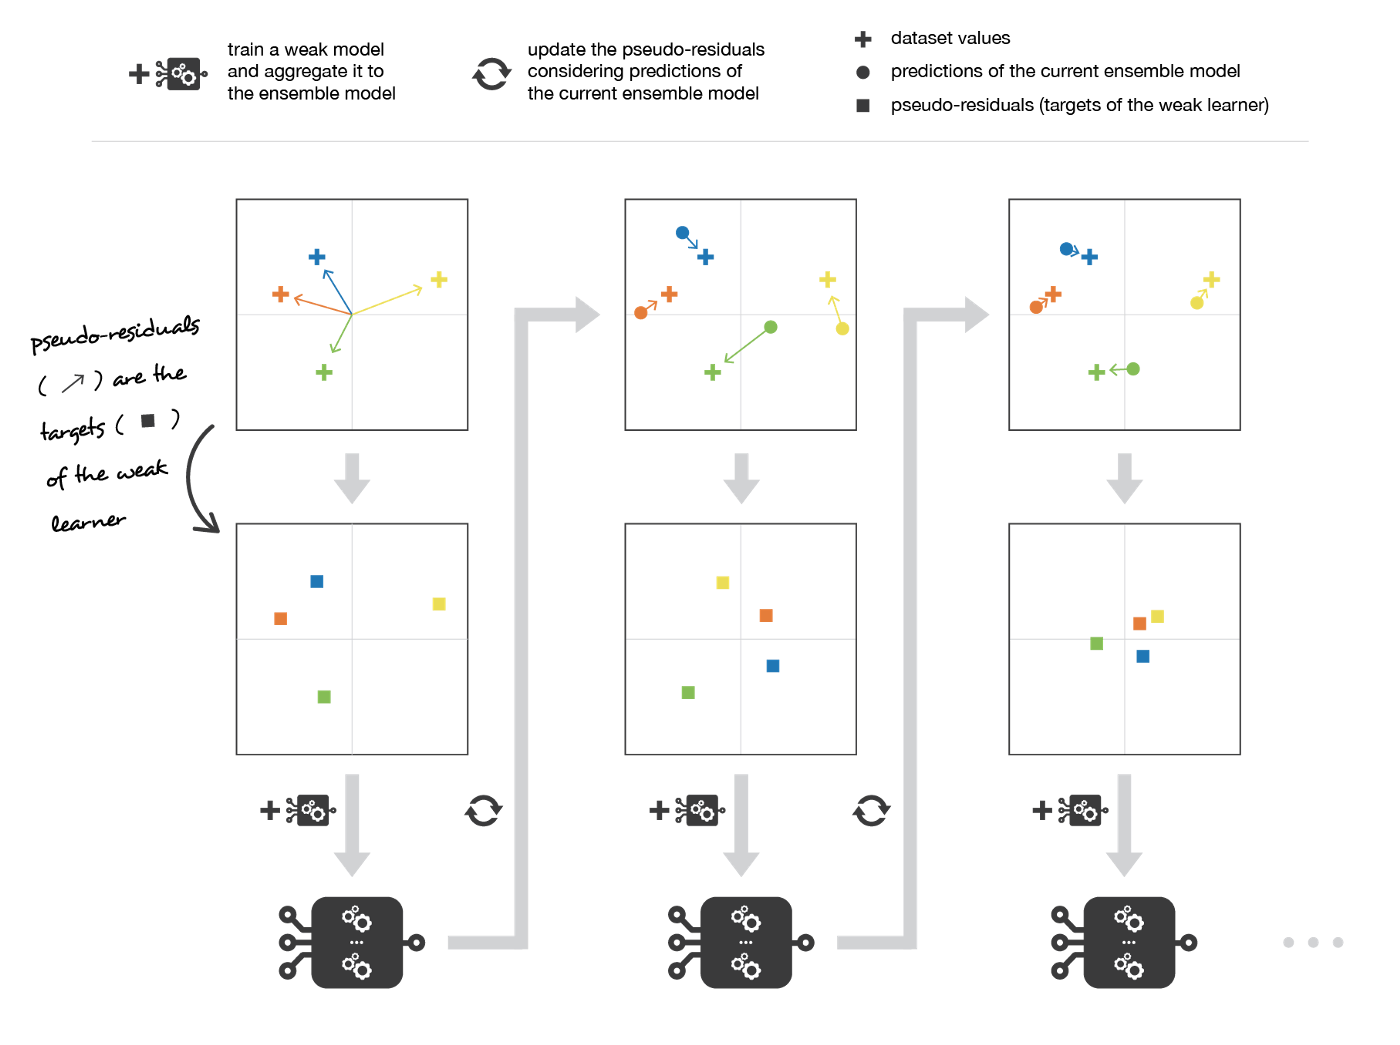 train a weak model
and aggregate it to
the ensemble model
update the pseudo-residuals
considering predictions of
the current ensemble model
dataset values
predictions of the current ensemble model
pseudo-residuals (targets of the weak learner)
pseudo-residuals
( ) are the
targets ( )
of the weak
learner